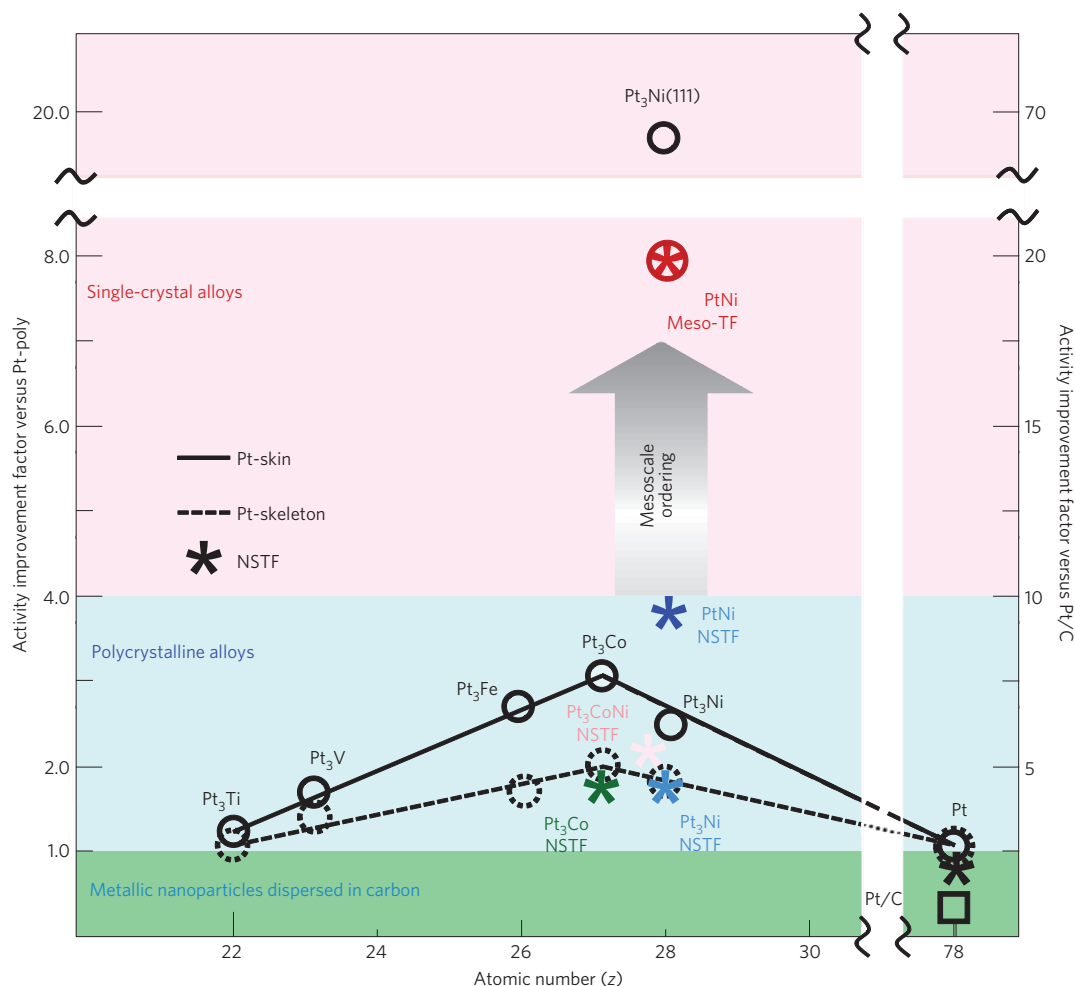 Pt₃Ni(111)
20.0
70
8.0
20
Single-crystal alloys
PtNi
Meso-TF
Activity improvement factor versus Pt-poly
Activity improvement factor versus Pt/C
6.0
15
Pt-skin
Mesoscale
ordering
Pt-skeleton
NSTF
4.0
10
PtNi
NSTF
Polycrystalline alloys
Pt₃Co
Pt₃Fe
Pt₃Ni
Pt₃CoNi
NSTF
Pt₃V
2.0
5
Pt₃Ti
Pt
Pt₃Co
NSTF
Pt₃Ni
NSTF
1.0
Metallic nanoparticles dispersed in carbon
Pt/C
22
24
26
28
30
78
Atomic number (z)